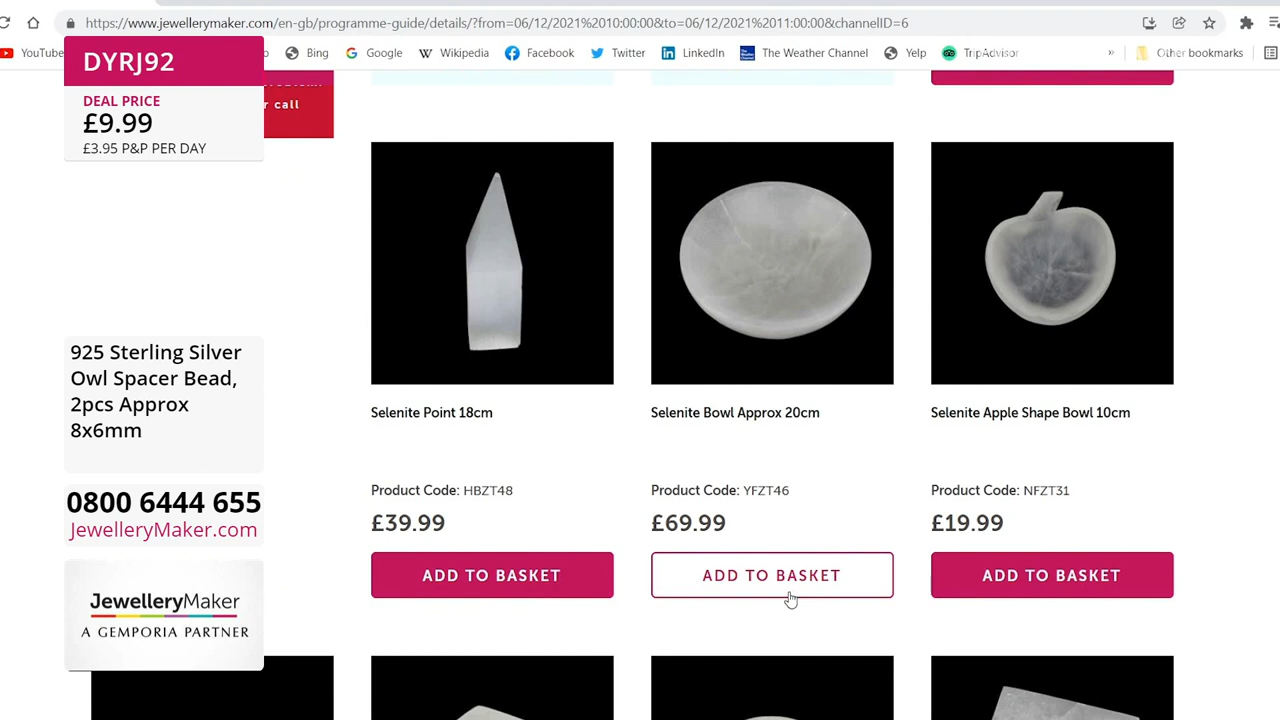 https://www.jewellerymaker.com/en-gb/programme-guide/details/?from=06/12/2021%2010:00:00&to=06/12/2021%2011:00:00&channelID=6
YouTube
Bing
Google
Wikipedia
Facebook
Twitter
LinkedIn
The Weather Channel
Yelp
TripAdvisor
»
Other bookmarks
DYRJ92
DEAL PRICE
£9.99
£3.95 P&P PER DAY
r call
925 Sterling Silver
Owl Spacer Bead,
2pcs Approx
8x6mm
0800 6444 655
JewelleryMaker.com
JewelleryMaker
A GEMPORIA PARTNER
Selenite Point 18cm
Product Code: HBZT48
£39.99
ADD TO BASKET
Selenite Bowl Approx 20cm
Product Code: YFZT46
£69.99
ADD TO BASKET
Selenite Apple Shape Bowl 10cm
Product Code: NFZT31
£19.99
ADD TO BASKET